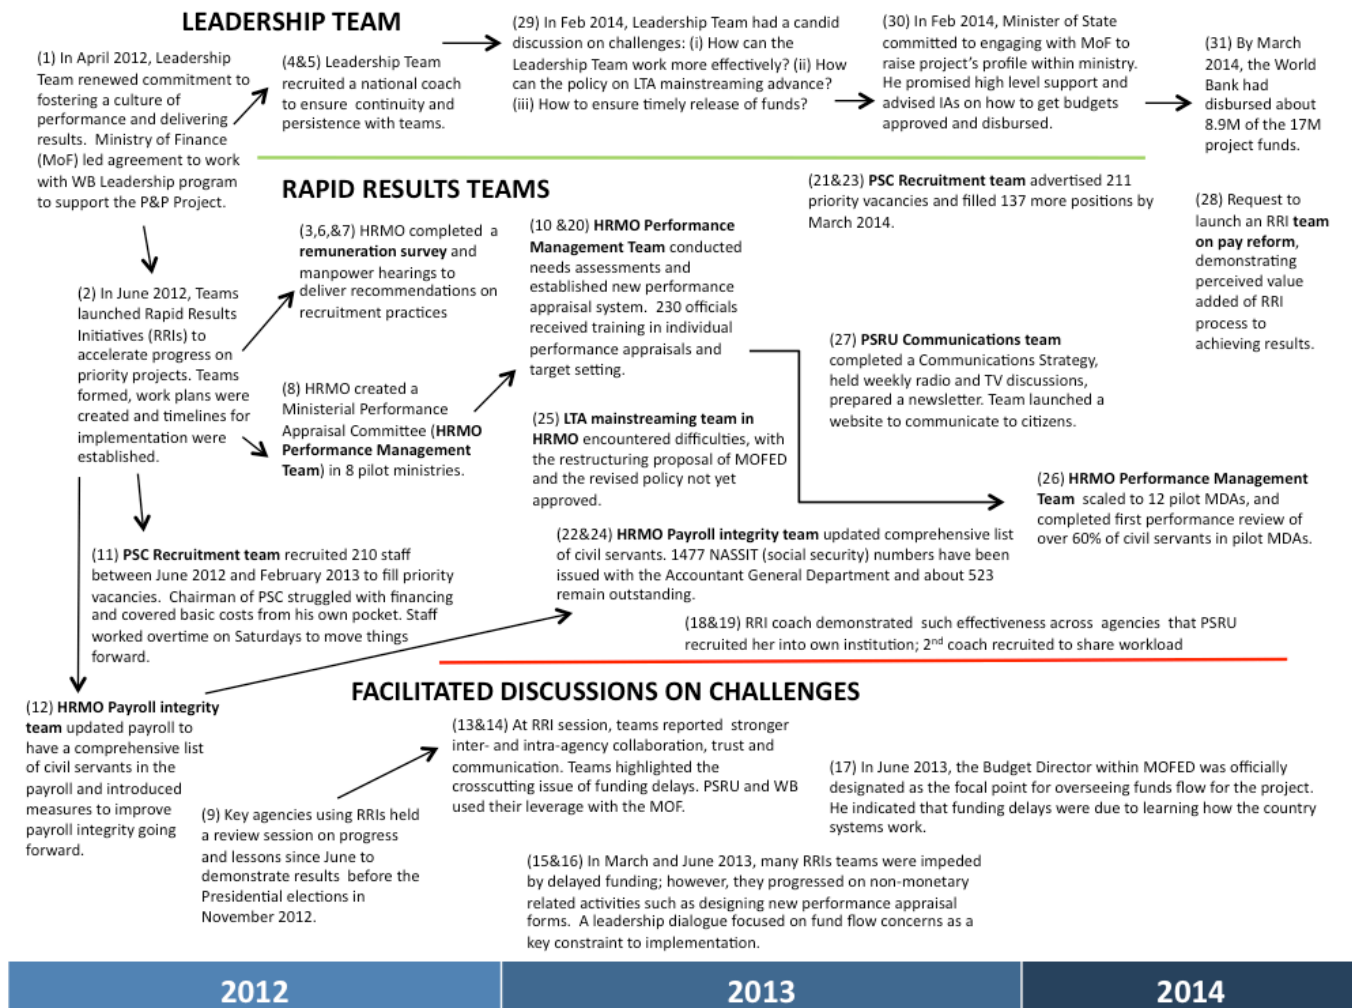 LEADERSHIP TEAM
(1) In April 2012, Leadership
Team renewed commitment to
fostering a culture of
performance and delivering
results.  Ministry of Finance
(MoF) led agreement to work
with WB Leadership program
to support the P&P Project.
(4&5) Leadership Team
recruited a national coach
to ensure  continuity and
persistence with teams.
(29) In Feb 2014, Leadership Team had a candid
discussion on challenges: (i) How can the
Leadership Team work more effectively? (ii) How
can the policy on LTA mainstreaming advance?
(iii) How to ensure timely release of funds?
(30) In Feb 2014, Minister of State
committed to engaging with MoF to
raise project's profile within ministry.
He promised high level support and
advised IAs on how to get budgets
approved and disbursed.
(31) By March
2014, the World
Bank had
disbursed about
8.9M of the 17M
project funds.
RAPID RESULTS TEAMS
(2) In June 2012, Teams
launched Rapid Results
Initiatives (RRIs) to
accelerate progress on
priority projects. Teams
formed, work plans were
created and timelines for
implementation were
established.
(3,6,&7) HRMO completed  a
remuneration survey and
manpower hearings to
deliver recommendations on
recruitment practices
(8) HRMO created a
Ministerial Performance
Appraisal Committee (HRMO
Performance Management
Team) in 8 pilot ministries.
(10 &20) HRMO Performance
Management Team conducted
needs assessments and
established new performance
appraisal system.  230 officials
received training in individual
performance appraisals and
target setting.
(25) LTA mainstreaming team in
HRMO encountered difficulties, with
the restructuring proposal of MOFED
and the revised policy not yet
approved.
(21&23) PSC Recruitment team advertised 211
priority vacancies and filled 137 more positions by
March 2014.
(28) Request to
launch an RRI team
on pay reform,
demonstrating
perceived value
added of RRI
process to
achieving results.
(27) PSRU Communications team
completed a Communications Strategy,
held weekly radio and TV discussions,
prepared a newsletter. Team launched a
website to communicate to citizens.
(26) HRMO Performance Management
Team  scaled to 12 pilot MDAs, and
completed first performance review of
over 60% of civil servants in pilot MDAs.
(11) PSC Recruitment team recruited 210 staff
between June 2012 and February 2013 to fill priority
vacancies.  Chairman of PSC struggled with financing
and covered basic costs from his own pocket. Staff
worked overtime on Saturdays to move things
forward.
(22&24) HRMO Payroll integrity team updated comprehensive list
of civil servants. 1477 NASSIT (social security) numbers have been
issued with the Accountant General Department and about 523
remain outstanding.
(18&19) RRI coach demonstrated  such effectiveness across  agencies  that PSRU
recruited her into own institution; 2nd coach recruited to share workload
FACILITATED DISCUSSIONS ON CHALLENGES
(12) HRMO Payroll integrity
team updated payroll to
have a comprehensive list
of civil servants in the
payroll and introduced
measures to improve
payroll integrity going
forward.
(9) Key agencies using RRIs held
a review session on progress
and lessons since June to
demonstrate results  before the
Presidential elections in
November 2012.
(13&14) At RRI session, teams reported  stronger
inter- and intra-agency collaboration, trust and
communication. Teams highlighted the
crosscutting issue of funding delays. PSRU and WB
used their leverage with the MOF.
(17) In June 2013, the Budget Director within MOFED was officially
designated as the focal point for overseeing funds flow for the project.
He indicated that funding delays were due to learning how the country
systems work.
(15&16) In March and June 2013, many RRIs teams were impeded
by delayed funding; however, they progressed on non-monetary
related activities such as designing new performance appraisal
forms.  A leadership dialogue focused on fund flow concerns as a
key constraint to implementation.
2012
2013
2014